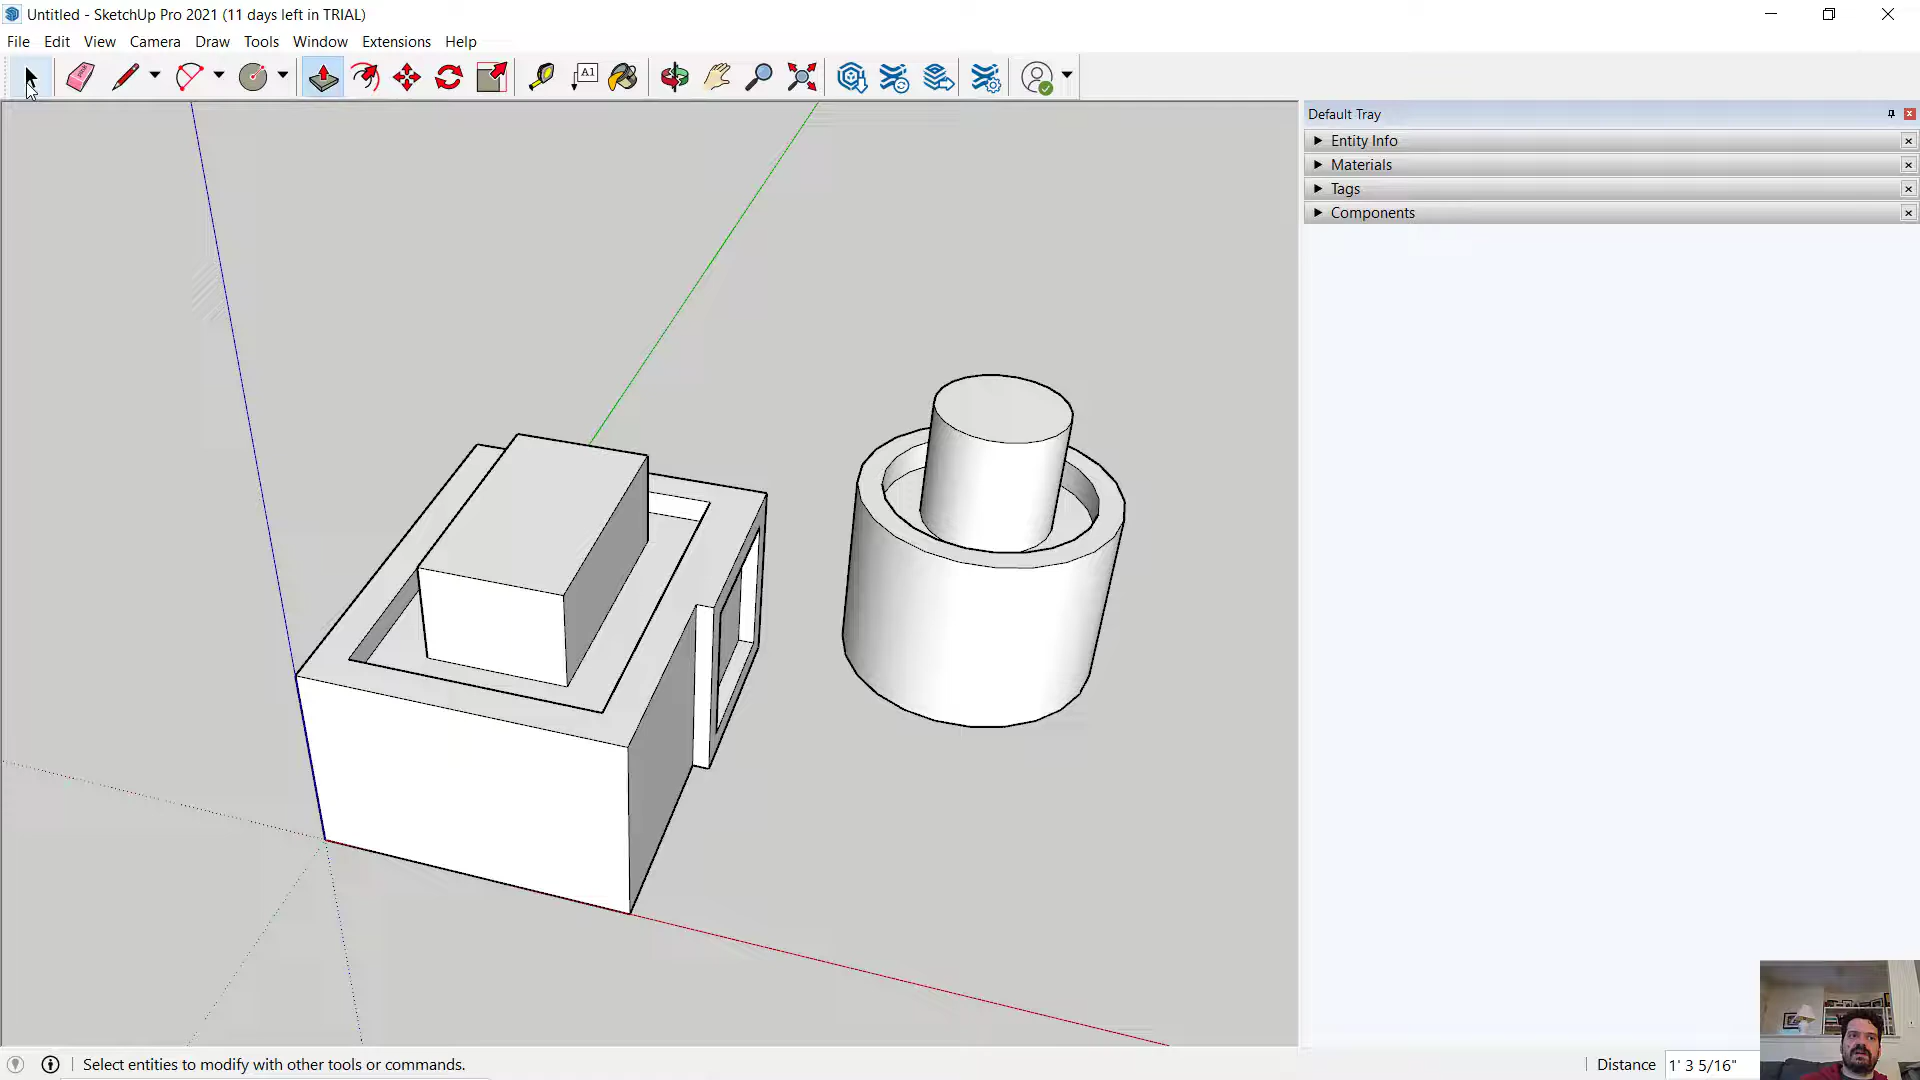 Untitled - SketchUp Pro 2021 (11 days left in TRIAL)
File Edit View Camera Draw Tools Window Extensions Help
A1
Default Tray
Entity Info
Materials
Tags
Components
Select entities to modify with other tools or commands.
Distance 1' 3 5/16"